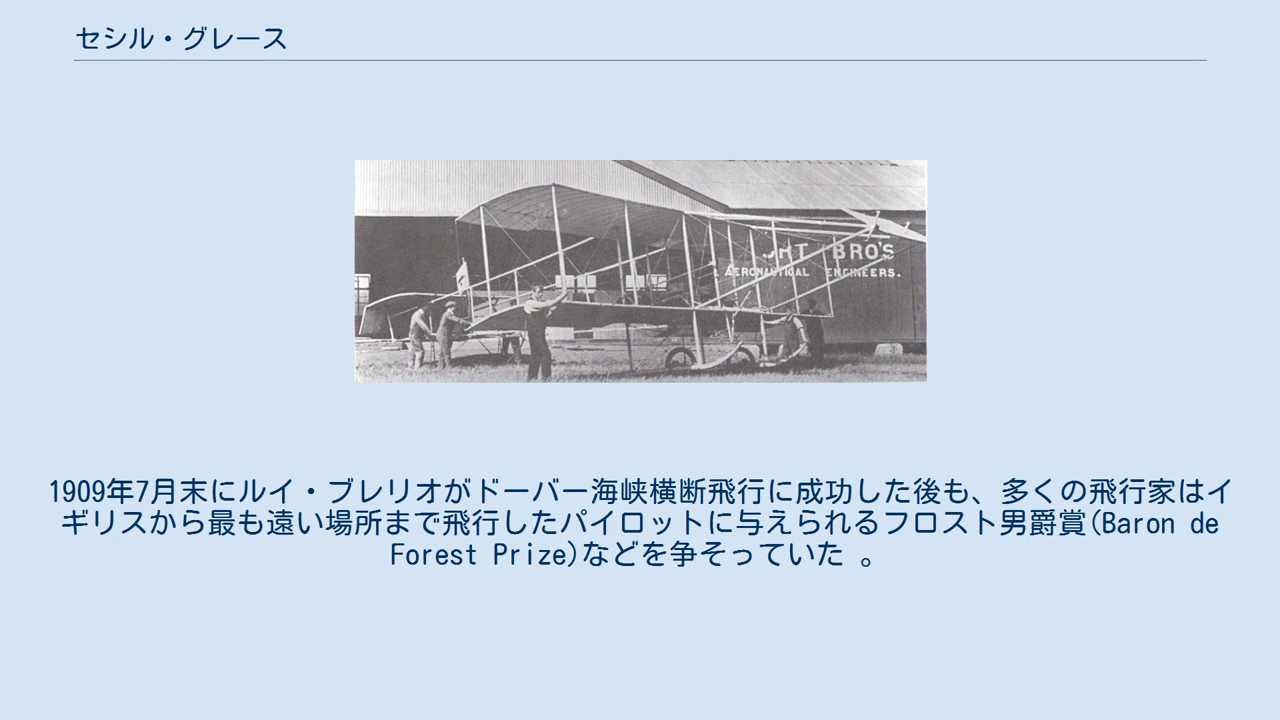 セシル・グレース
BRO'S
AERONAUTICAL ENGINEERS.
1909年7月末にルイ・ブレリオがドーバー海峡横断飛行に成功した後も、多くの飛行家はイ
ギリスから最も遠い場所まで飛行したパイロットに与えられるフロスト男爵賞(Baron de
Forest Prize)などを争そっていた 。